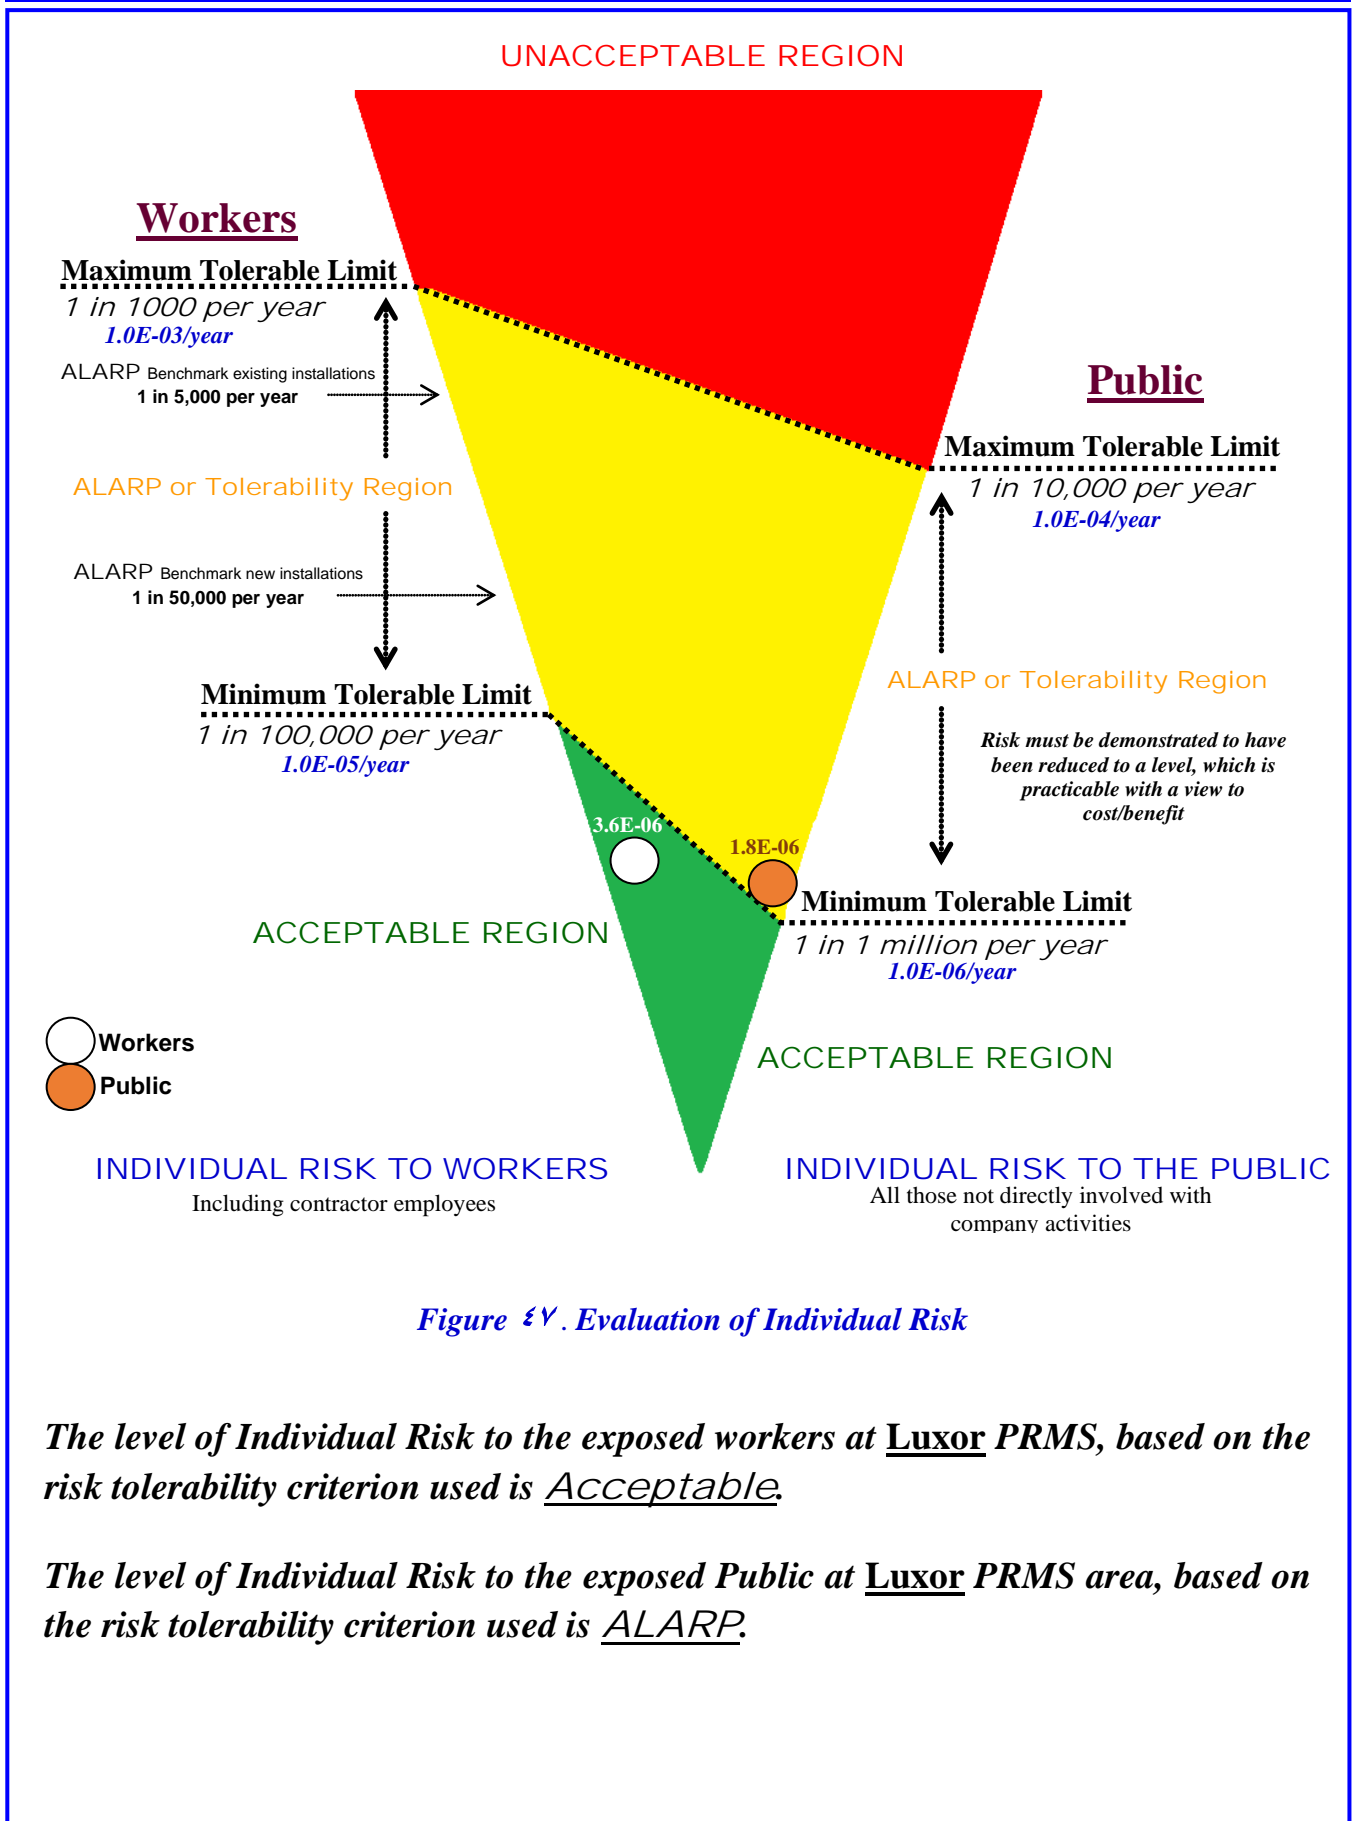 UNACCEPTABLE REGION
Workers
Maximum Tolerable Limit
1 in 1000 per year
1.0E-03/year
ALARP Benchmark existing installations
1 in 5,000 per year
ALARP or Tolerability Region
ALARP Benchmark new installations
1 in 50,000 per year
Minimum Tolerable Limit
1 in 100,000 per year
1.0E-05/year
Public
Maximum Tolerable Limit
1 in 10,000 per year
1.0E-04/year
ALARP or Tolerability Region
Risk must be demonstrated to have
been reduced to a level, which is
practicable with a view to
cost/benefit
3.6E-06
1.8E-06
Minimum Tolerable Limit
1 in 1 million per year
1.0E-06/year
ACCEPTABLE REGION
ACCEPTABLE REGION
Workers
Public
INDIVIDUAL RISK TO WORKERS
Including contractor employees
INDIVIDUAL RISK TO THE PUBLIC
All those not directly involved with
company activities
Figure ٤٧. Evaluation of Individual Risk
The level of Individual Risk to the exposed workers at Luxor PRMS, based on the
risk tolerability criterion used is Acceptable.
The level of Individual Risk to the exposed Public at Luxor PRMS area, based on
the risk tolerability criterion used is ALARP.